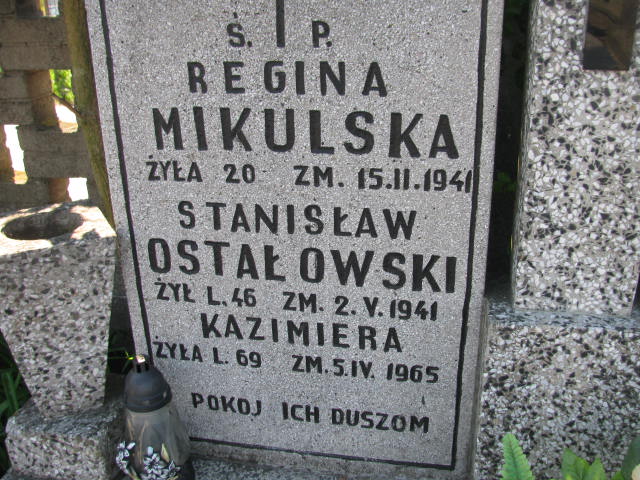 Ś. P.
REGINA
MIKULSKA
ŻYŁA 20 ZM. 15.II.1941
STANISŁAW
OSTAŁOWSKI
ŻYŁ L. 46 ZM. 2.V.1941
KAZIMIERA
ŻYŁA L. 69 ZM. 5.IV. 1965
POKOJ ICH DUSZOM